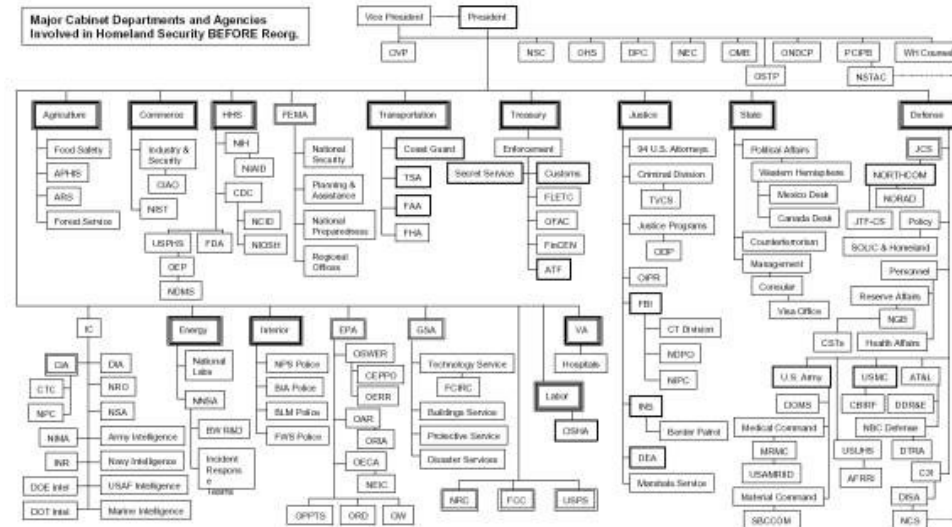 Major Cabinet Departments and Agencies
Involved in Homeland Security BEFORE Reorg.
Vice President
President
OVP
NSC
OHS
DPC
NEC
OMB
ONDCP
PCIPB
WH Counsel
OSTP
NSTAC
Agriculture
Commerce
HHS
FEMA
Transportation
Treasury
Justice
State
Defense
Food Safety
APHIS
ARS
Forest Service
Industry &
Security
CIAO
NIST
NIH
NIAID
CDC
NCID
NIOSH
USPHS
FDA
OEP
NDMS
National
Security
Planning &
Assistance
National
Preparedness
Regional
Offices
Coast Guard
TSA
FAA
FHA
Enforcement
Secret Service
Customs
FLETC
OFAC
FinCEN
ATF
94 U.S. Attorneys
Criminal Division
TVCS
Justice Programs
ODP
OIPR
FBI
CT Division
NDPO
NIPC
INS
Border Patrol
DEA
Marshals Service
Political Affairs
Western Hemisphere
Mexico Desk
Canada Desk
Counterterrorism
Management
Consular
Visa Office
JCS
NORTHCOM
NORAD
JTF-CS
Policy
SOLIC & Homeland
Personnel
Reserve Affairs
NGB
CSTs
Health Affairs
U.S. Army
USMC
AT&L
DOMS
CBIRF
DDR&E
Medical Command
NBC Defense
MRMC
USUHS
DTRA
USAMRIID
AFRRI
C3I
Material Command
DISA
SBCCOM
NCS
IC
CIA
CTC
NPC
NIMA
INR
DOE Intel
DOT Intel
DIA
NRO
NSA
Army Intelligence
Navy Intelligence
USAF Intelligence
Marine Intelligence
Energy
National
Labs
NNSA
BW R&D
Incident
Respons
e
Teams
Interior
NPS Police
BIA Police
BLM Police
FWS Police
EPA
OSWER
CEPPO
OERR
OAR
ORIA
OECA
NEIC
OPPTS
ORD
OW
GSA
Technology Service
FCIRC
Buildings Service
Protective Service
Disaster Services
VA
Hospitals
Labor
OSHA
NRC
FCC
USPS